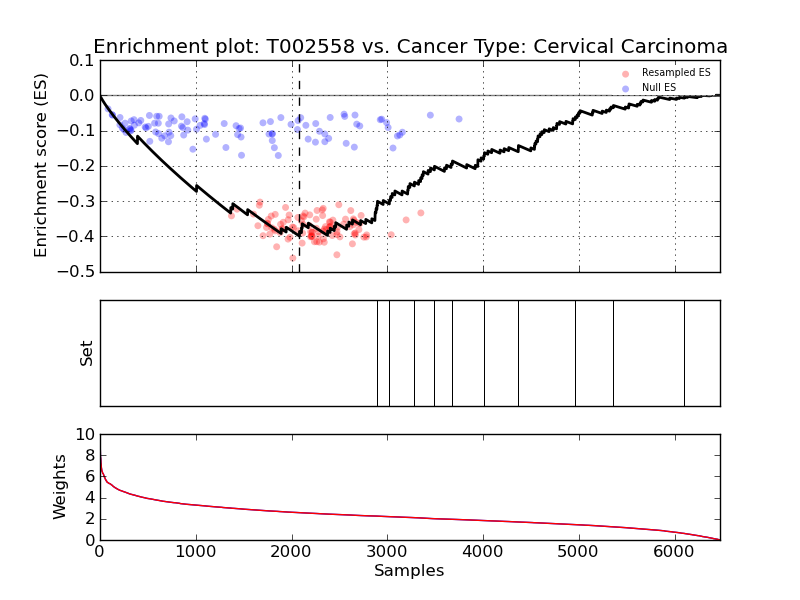 Enrichment plot: T002558 vs. Cancer Type: Cervical Carcinoma
0.1
0.0
−0.1
−0.2
−0.3
−0.4
−0.5
Enrichment score (ES)
Resampled ES
Null ES
Set
10
8
6
4
2
0
Weights
0 1000 2000 3000 4000 5000 6000
Samples